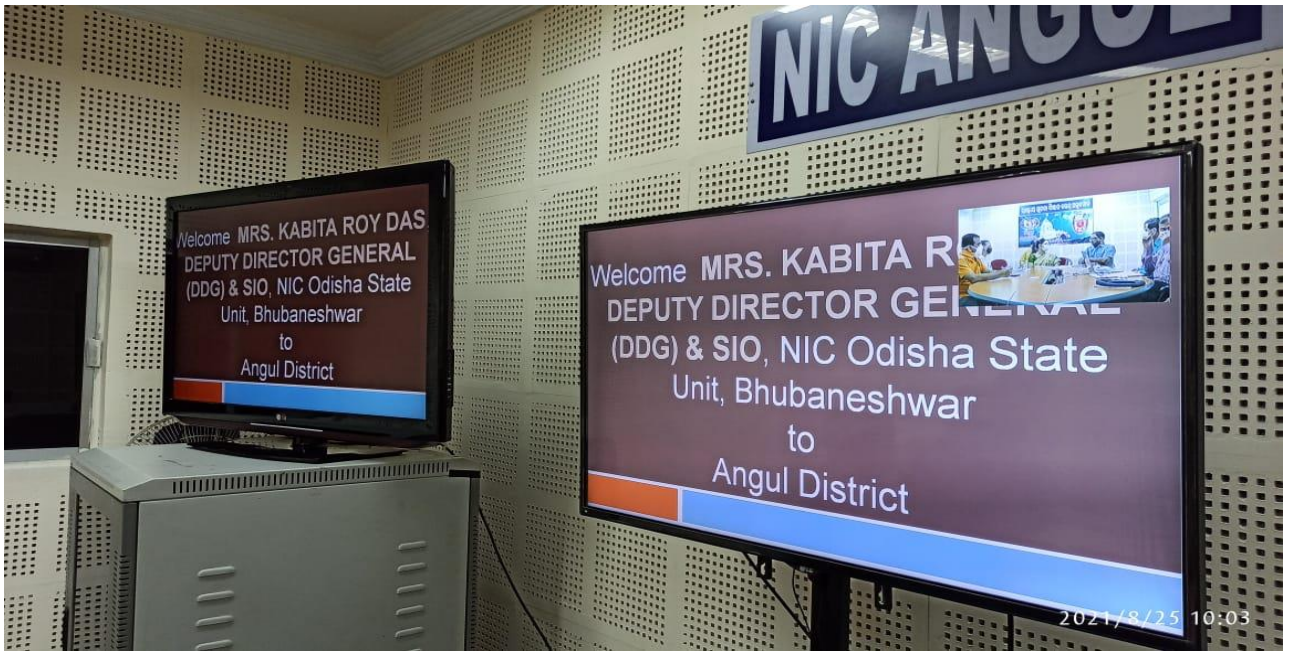 NIC ANGUL
Welcome MRS. KABITA ROY DAS
DEPUTY DIRECTOR GENERAL
(DDG) & SIO, NIC Odisha State
Unit, Bhubaneshwar
to
Angul District
LG
Welcome MRS. KABITA R
DEPUTY DIRECTOR GENERAL
(DDG) & SIO, NIC Odisha State
Unit, Bhubaneshwar
to
Angul District
2021/8/25 10:03